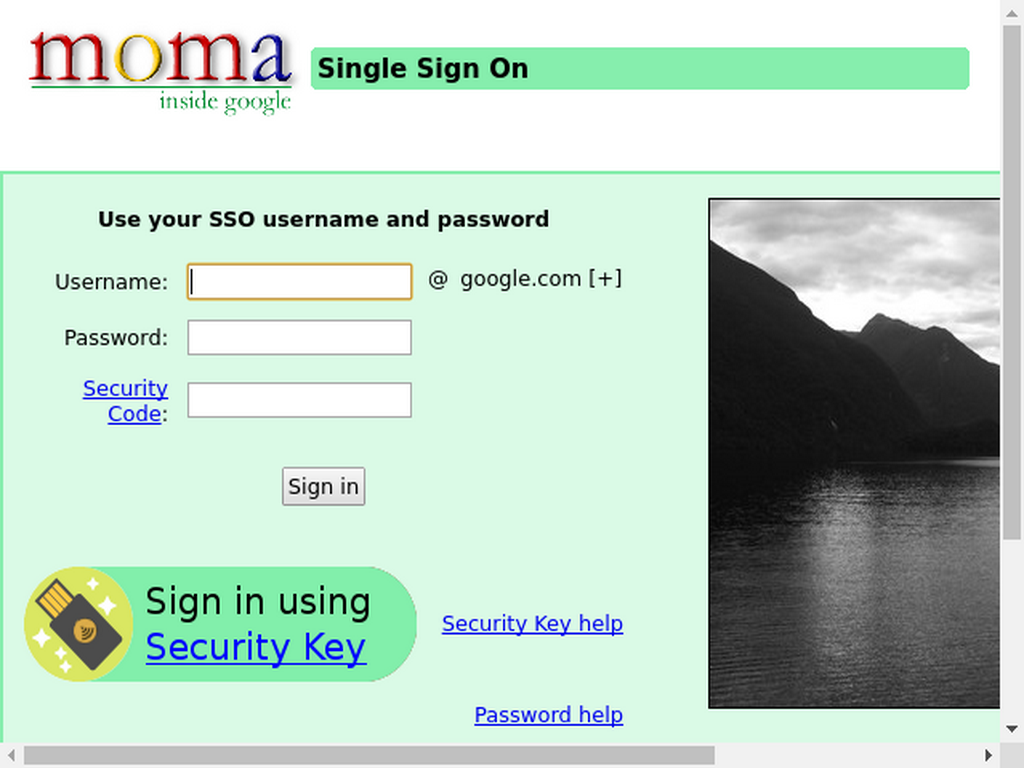 moma
inside google
Single Sign On
Use your SSO username and password
Username:
@ google.com [+]
Password:
Security
Code:
Sign in
Sign in using
Security Key
Security Key help
Password help